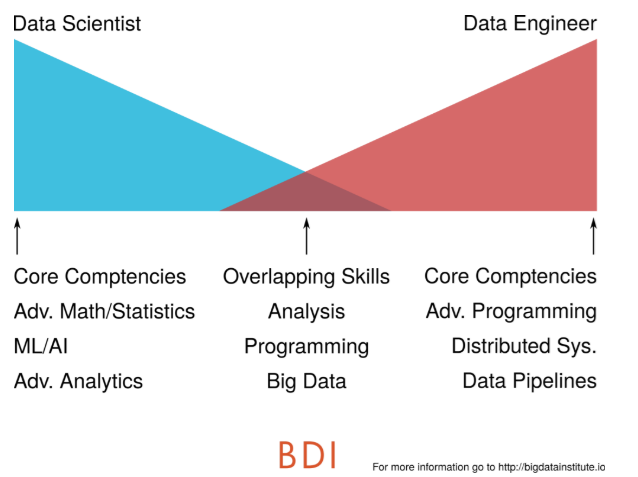 Data Scientist
Data Engineer
Core Comptencies
Adv. Math/Statistics
ML/AI
Adv. Analytics
Overlapping Skills
Analysis
Programming
Big Data
Core Comptencies
Adv. Programming
Distributed Sys.
Data Pipelines
BDI
For more information go to http://bigdatainstitute.io